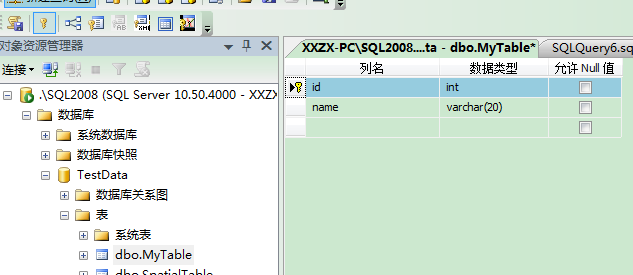 对象资源管理器
连接
.\SQL2008 (SQL Server 10.50.4000 - XXZX
数据库
系统数据库
数据库快照
TestData
数据库关系图
表
系统表
dbo.MyTable
dbo.SpatialTable
XXZX-PC\SQL2008....ta - dbo.MyTable*
SQLQuery6.sq
列名 数据类型 允许 Null 值
id int
name varchar(20)